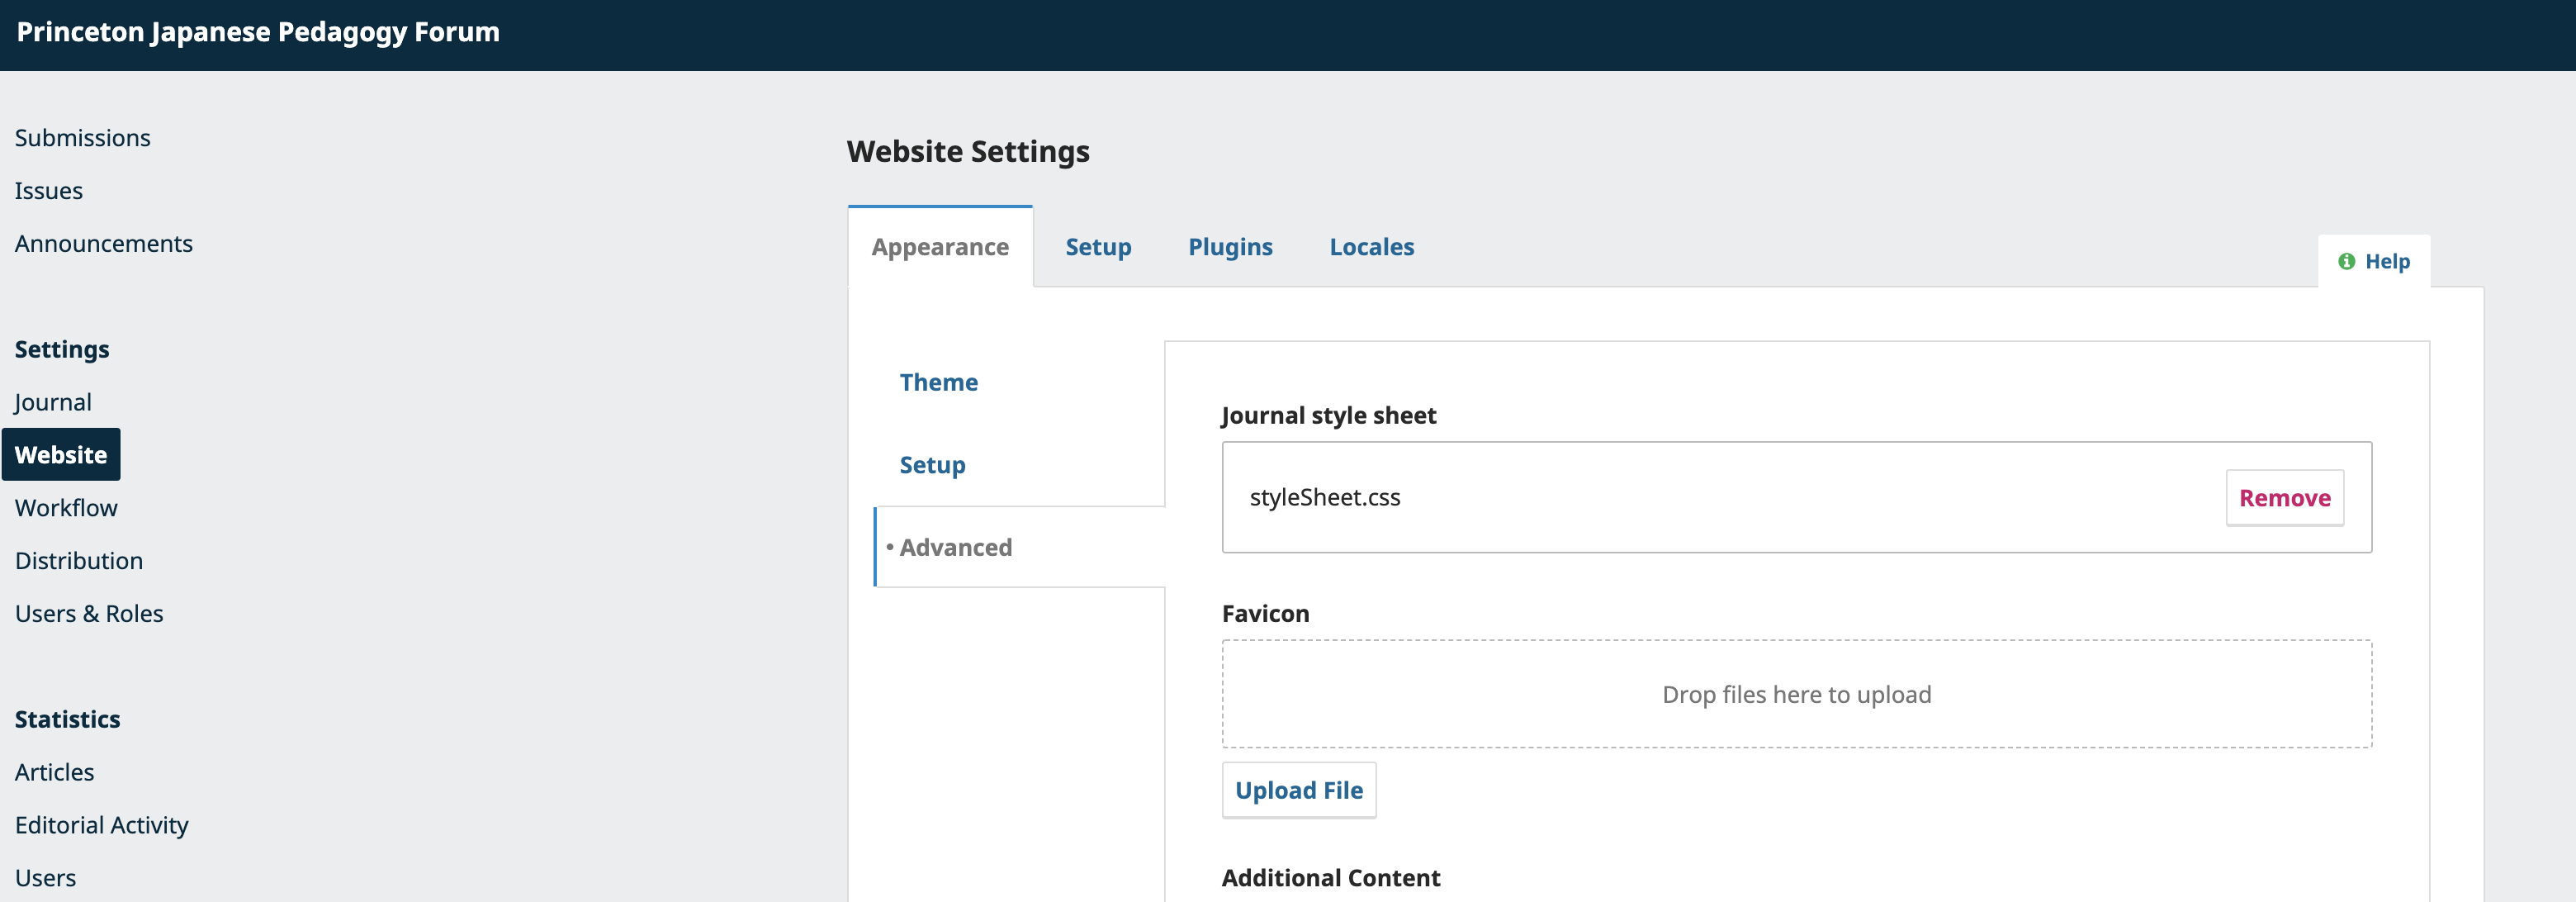 Princeton Japanese Pedagogy Forum
Submissions
Issues
Announcements
Settings
Journal
Website
Workflow
Distribution
Users & Roles
Statistics
Articles
Editorial Activity
Users
Website Settings
Appearance
Setup
Plugins
Locales
Help
Theme
Setup
• Advanced
Journal style sheet
styleSheet.css
Remove
Favicon
Drop files here to upload
Upload File
Additional Content